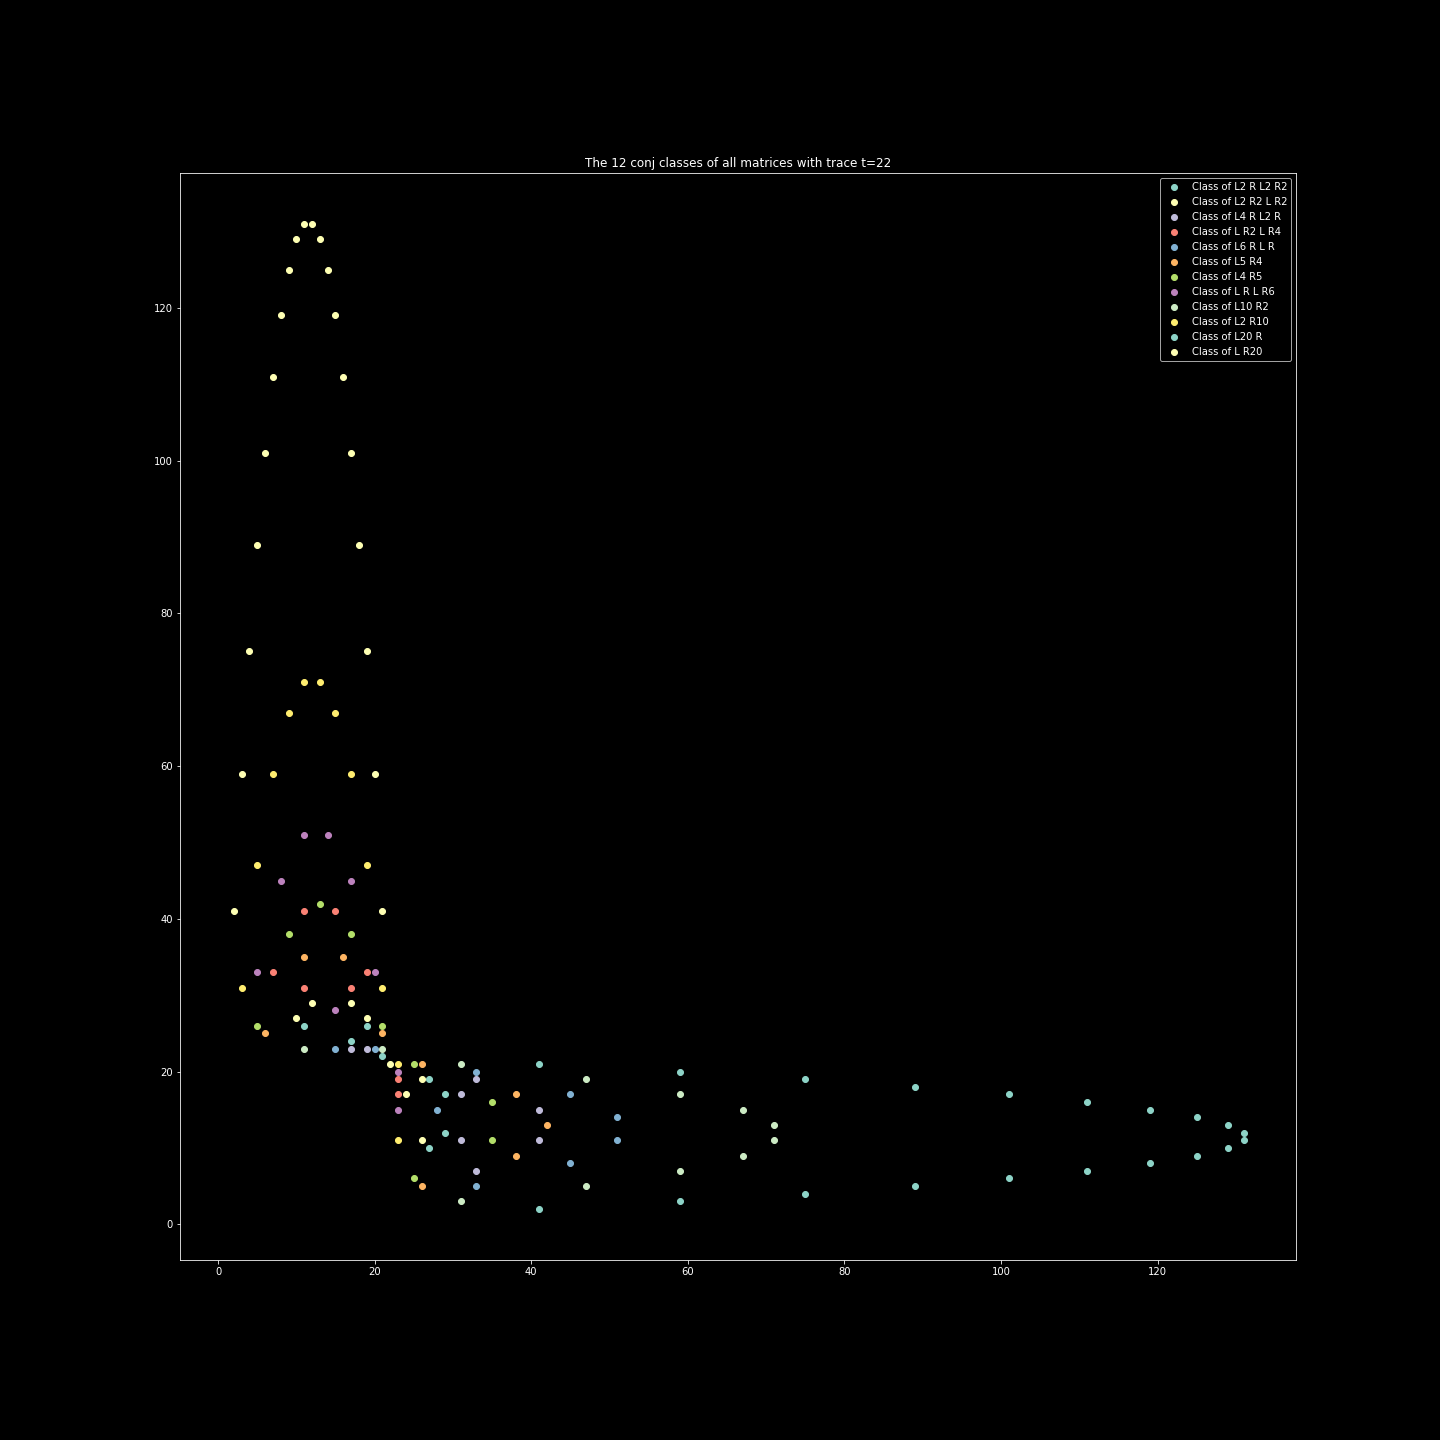 The 12 conj classes of all matrices with trace t=22
Class of L2 R L2 R2
Class of L2 R2 L R2
Class of L4 R L2 R
Class of L R2 L R4
Class of L6 R L R
Class of L5 R4
Class of L4 R5
Class of L R L R6
Class of L10 R2
Class of L2 R10
Class of L20 R
Class of L R20
120
100
80
60
40
20
0
0 20 40 60 80 100 120